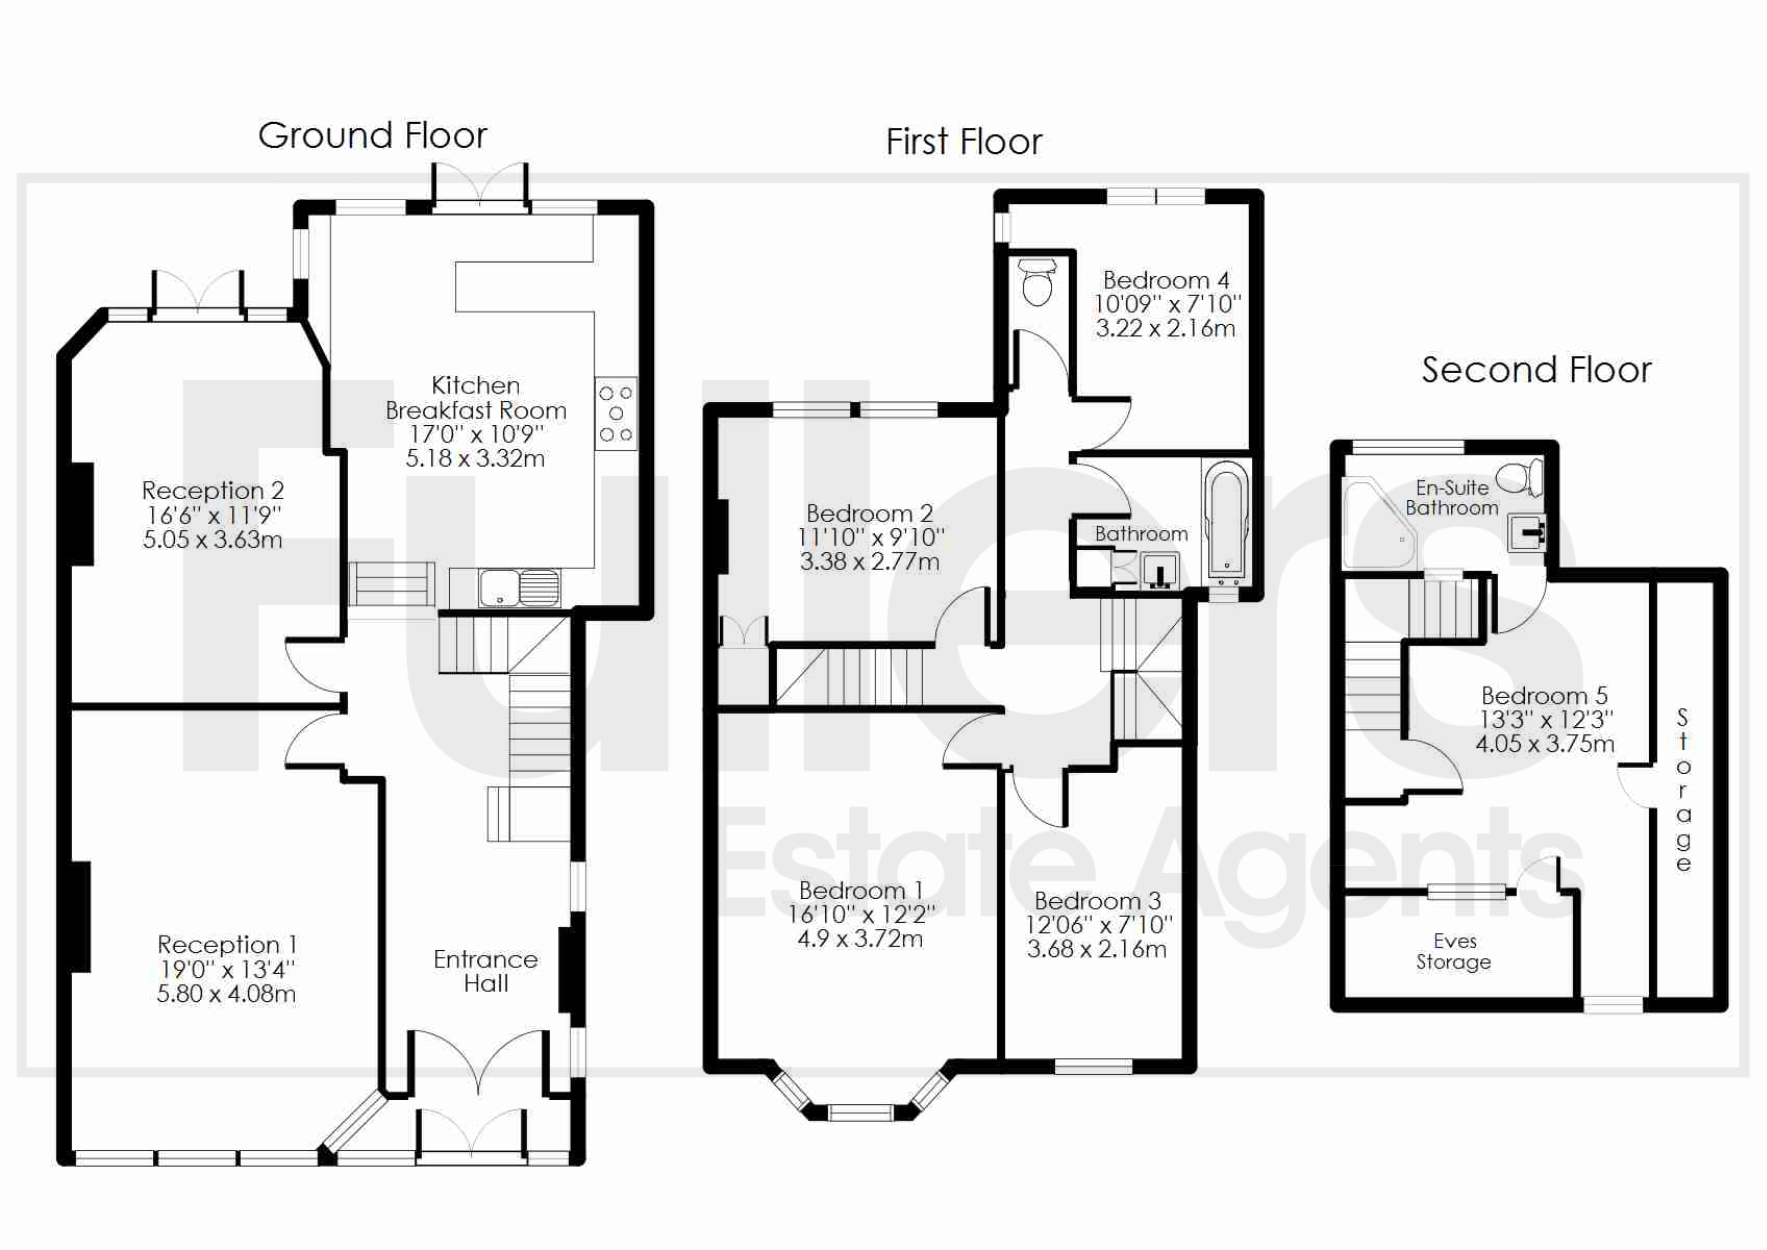 Ground Floor
Kitchen
Breakfast Room
17'0" x 10'9"
5.18 x 3.32m
Reception 2
16'6" x 11'9"
5.05 x 3.63m
Reception 1
19'0" x 13'4"
5.80 x 4.08m
Entrance
Hall
First Floor
Bedroom 4
10'09" x 7'10"
3.22 x 2.16m
Bedroom 2
11'10" x 9'10"
3.38 x 2.77m
Bathroom
Bedroom 1
16'10" x 12'2"
4.9 x 3.72m
Bedroom 3
12'06" x 7'10"
3.68 x 2.16m
Second Floor
En-Suite
Bathroom
Bedroom 5
13'3" x 12'3"
4.05 x 3.75m
Storage
Eves
Storage
Fullers
Estate Agents